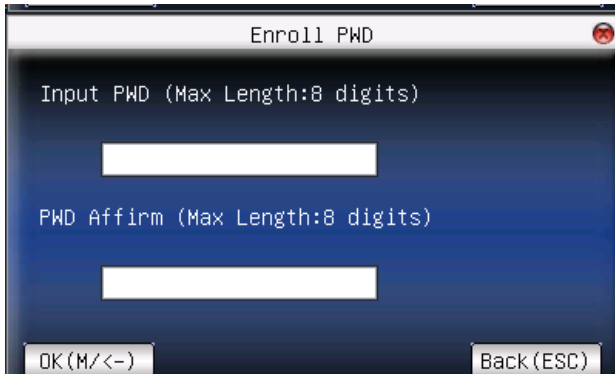 Enroll PWD
Input PWD (Max Length:8 digits)
PWD Affirm (Max Length:8 digits)
OK(M/<-) Back(ESC)